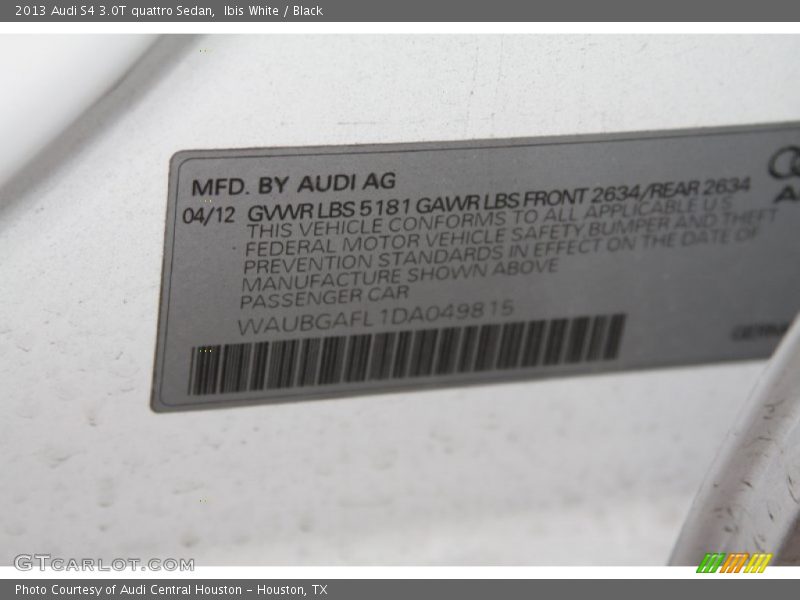 2013 Audi S4 3.0T quattro Sedan,  Ibis White / Black
MFD. BY AUDI AG
04/12 GVWR LBS 5181 GAWR LBS FRONT 2634/REAR 2634
THIS VEHICLE CONFORMS TO ALL APPLICABLE U S
FEDERAL MOTOR VEHICLE SAFETY, BUMPER AND THEFT
PREVENTION STANDARDS IN EFFECT ON THE DATE OF
MANUFACTURE SHOWN ABOVE
PASSENGER CAR
WAUBGAFL1DA049815
GTCARLOT.COM
Photo Courtesy of Audi Central Houston - Houston, TX